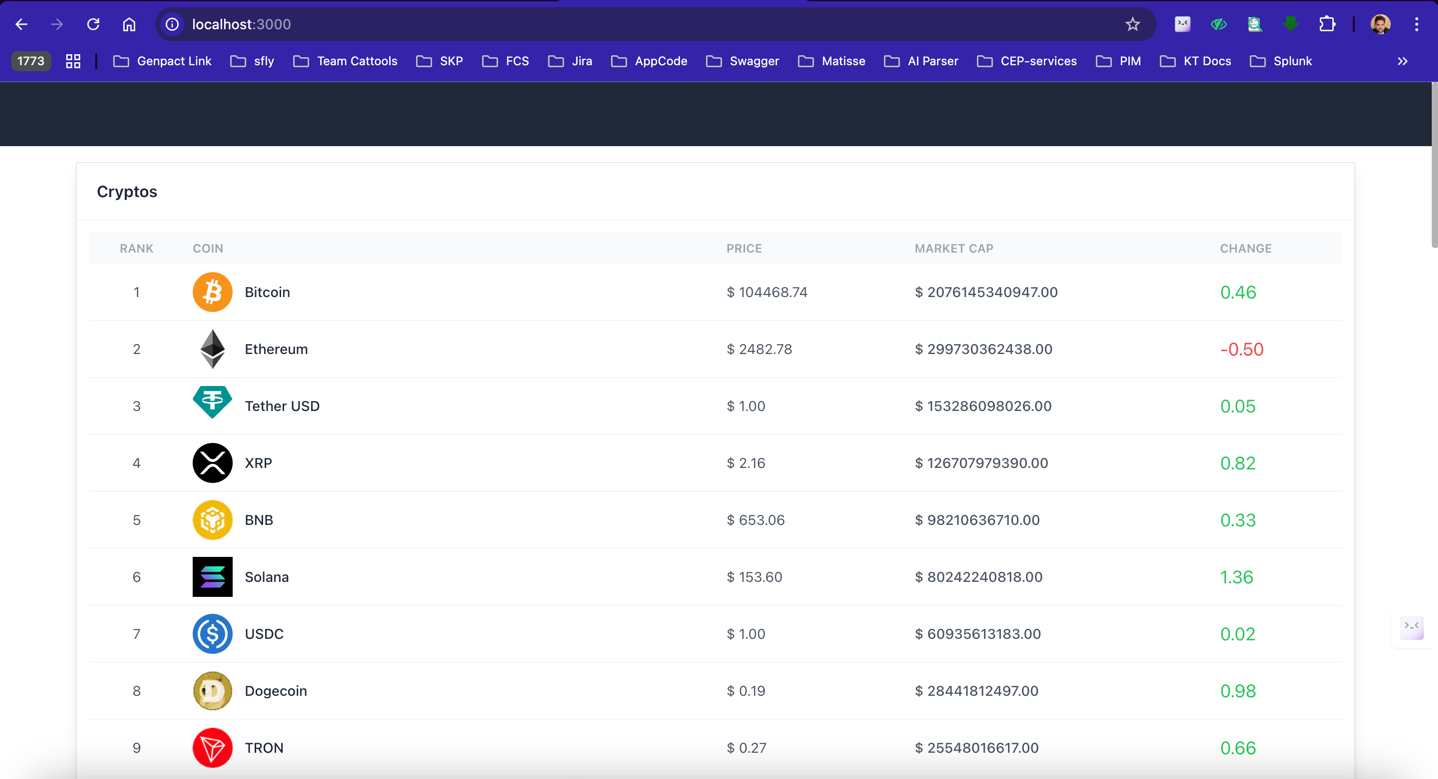 localhost:3000
1773 Genpact Link sfly Team Cattools SKP FCS Jira AppCode Swagger Matisse AI Parser CEP-services PIM KT Docs Splunk
Cryptos
RANK COIN PRICE MARKET CAP CHANGE
1 Bitcoin $ 104468.74 $ 2076145340947.00 0.46
2 Ethereum $ 2482.78 $ 299730362438.00 -0.50
3 Tether USD $ 1.00 $ 153286098026.00 0.05
4 XRP $ 2.16 $ 126707979390.00 0.82
5 BNB $ 653.06 $ 98210636710.00 0.33
6 Solana $ 153.60 $ 80242240818.00 1.36
7 USDC $ 1.00 $ 60935613183.00 0.02
8 Dogecoin $ 0.19 $ 28441812497.00 0.98
9 TRON $ 0.27 $ 25548016617.00 0.66